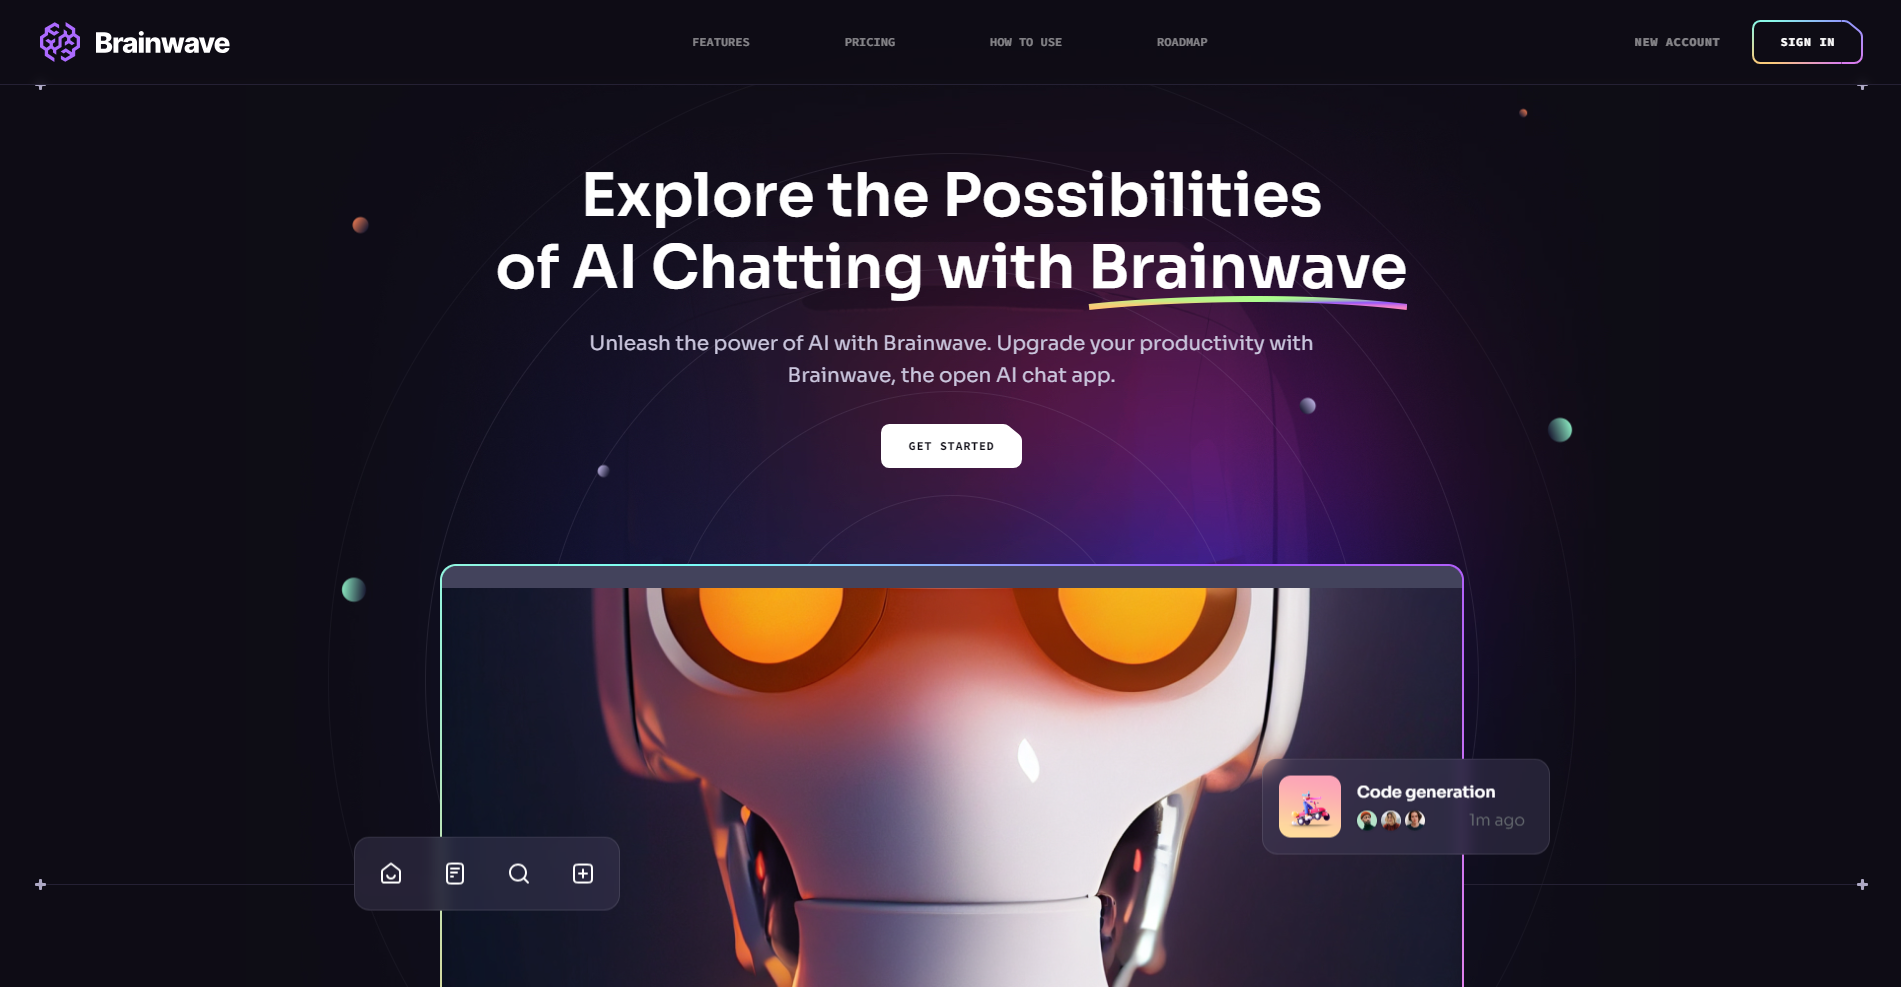 Brainwave
FEATURES
PRICING
HOW TO USE
ROADMAP
NEW ACCOUNT
SIGN IN
Explore the Possibilities
of AI Chatting with Brainwave
Unleash the power of AI with Brainwave. Upgrade your productivity with
Brainwave, the open AI chat app.
GET STARTED
Code generation
1m ago